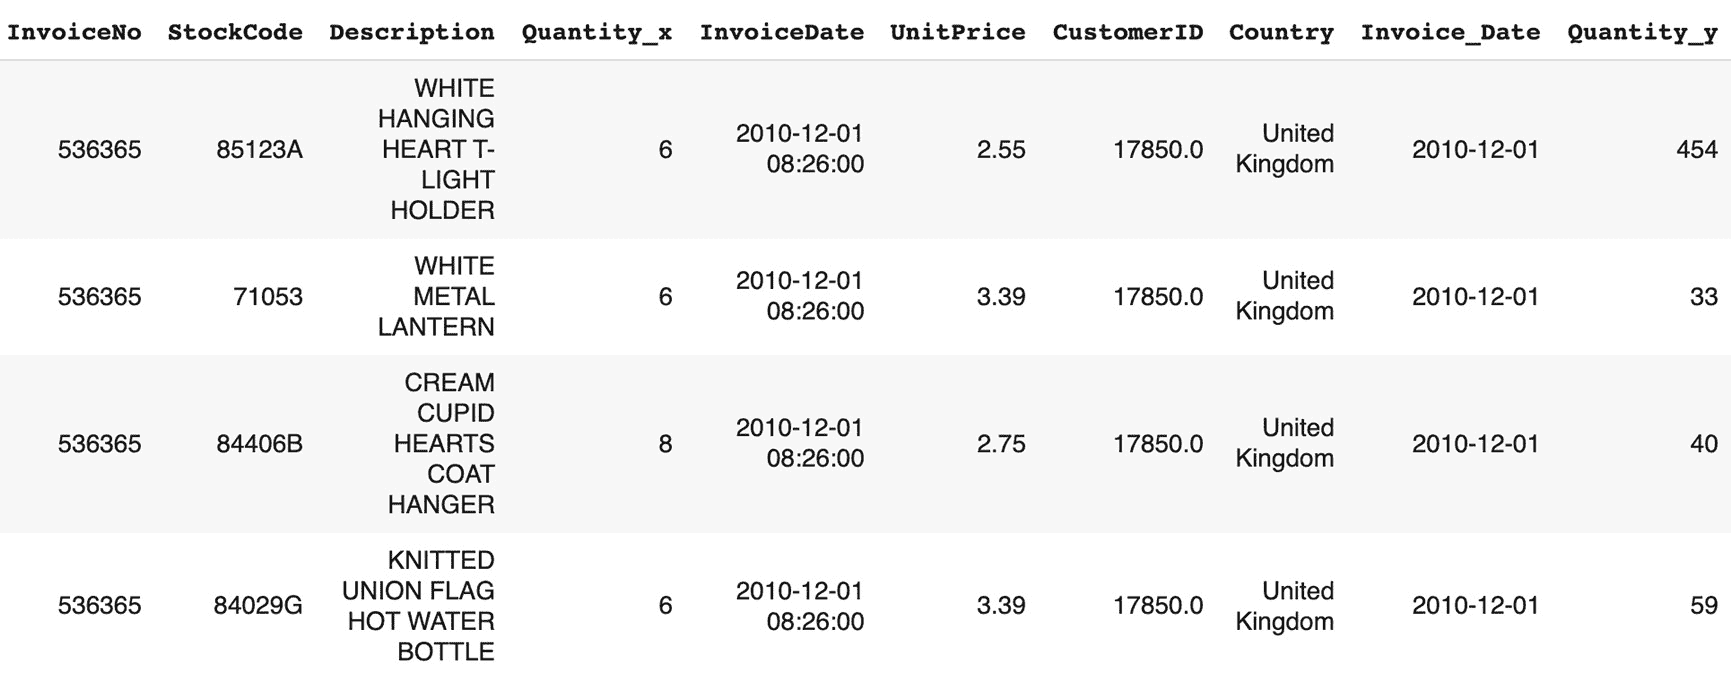 InvoiceNo StockCode Description Quantity_x InvoiceDate UnitPrice CustomerID Country Invoice_Date Quantity_y
536365 85123A WHITE HANGING HEART T-LIGHT HOLDER 6 2010-12-01 08:26:00 2.55 17850.0 United Kingdom 2010-12-01 454
536365 71053 WHITE METAL LANTERN 6 2010-12-01 08:26:00 3.39 17850.0 United Kingdom 2010-12-01 33
536365 84406B CREAM CUPID HEARTS COAT HANGER 8 2010-12-01 08:26:00 2.75 17850.0 United Kingdom 2010-12-01 40
536365 84029G KNITTED UNION FLAG HOT WATER BOTTLE 6 2010-12-01 08:26:00 3.39 17850.0 United Kingdom 2010-12-01 59